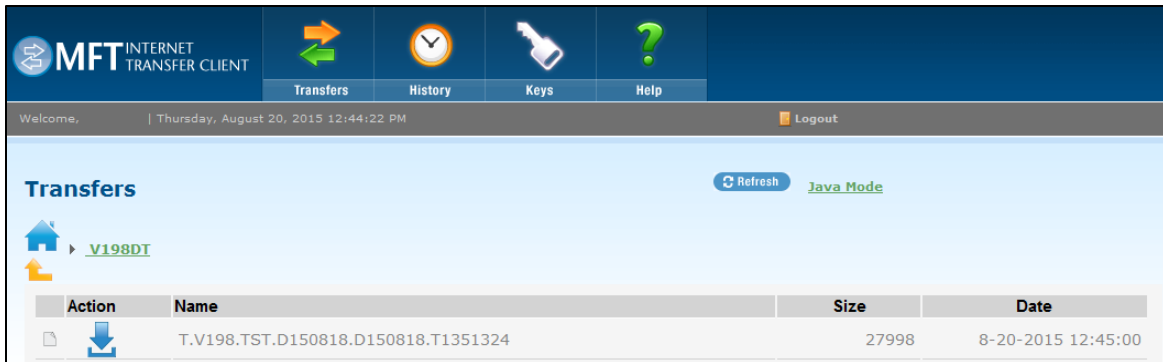 MFT INTERNET TRANSFER CLIENT
Transfers History Keys Help
Welcome, | Thursday, August 20, 2015 12:44:22 PM Logout
Transfers Refresh Java Mode
V198DT
Action Name Size Date
T.V198.TST.D150818.D150818.T1351324 27998 8-20-2015 12:45:00